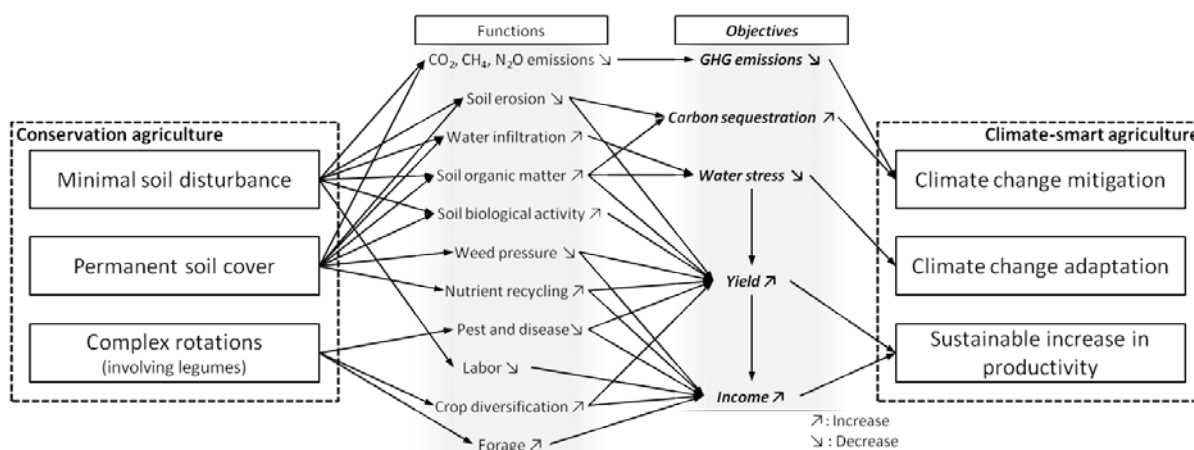 Functions
Objectives
CO₂, CH₄, N₂O emissions ↘
GHG emissions ↘
Soil erosion ↘
Carbon sequestration ↗
Conservation agriculture
Climate-smart agriculture
Water infiltration ↗
Minimal soil disturbance
Soil organic matter ↗
Water stress ↘
Climate change mitigation
Soil biological activity ↗
Weed pressure ↘
Permanent soil cover
Climate change adaptation
Nutrient recycling ↗
Yield ↗
Pest and disease↘
Complex rotations
(involving legumes)
Sustainable increase in
productivity
Labor ↘
Crop diversification ↗
Income ↗
↗: Increase
↘: Decrease
Forage ↗